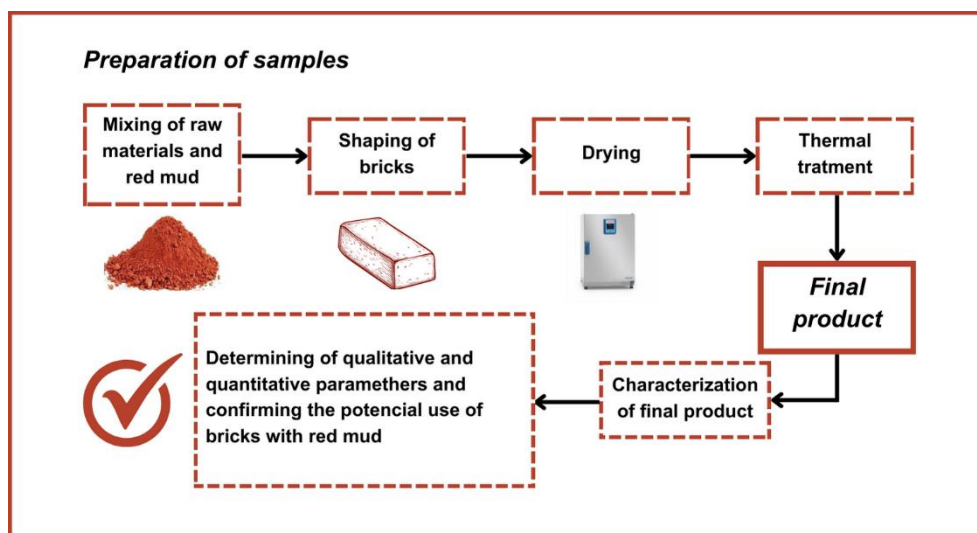 Preparation of samples
Mixing of raw
materials and
red mud
Shaping of
bricks
Drying
Thermal
tratment
Final
product
Characterization
of final product
Determining of qualitative and
quantitative paramethers and
confirming the potencial use of
bricks with red mud